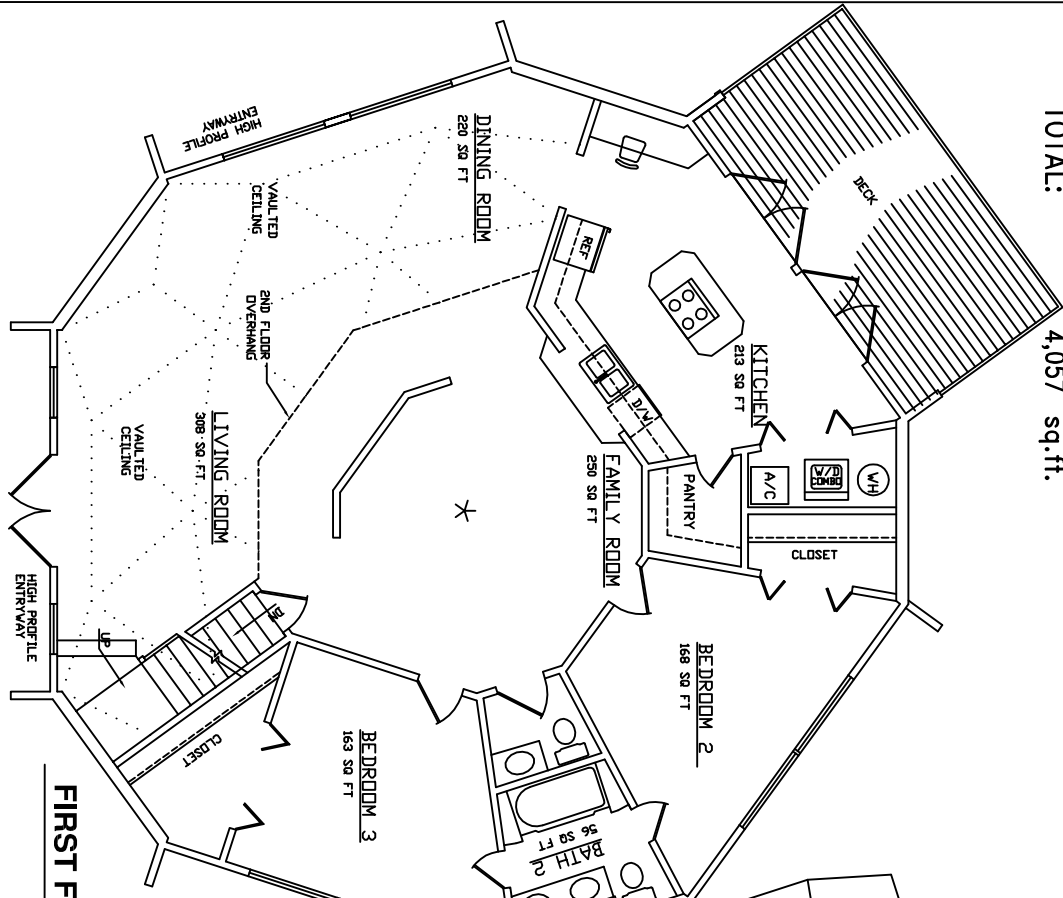 TOTAL: 4,057 sq.ft.
DECK
HIGH PROFILE
ENTRYWAY
DINING ROOM
220 SQ FT
VAULTED
CEILING
REF
KITCHEN
213 SQ FT
D/W
2ND FLOOR
OVERHANG
A/C
W/D
COMBO
WH
PANTRY
CLOSET
FAMILY ROOM
250 SQ FT
LIVING ROOM
308 SQ FT
VAULTED
CEILING
HIGH PROFILE
ENTRYWAY
UP
DN
BEDROOM 2
168 SQ FT
CLOSET
BEDROOM 3
163 SQ FT
BATH 2
56 SQ FT
FIRST F